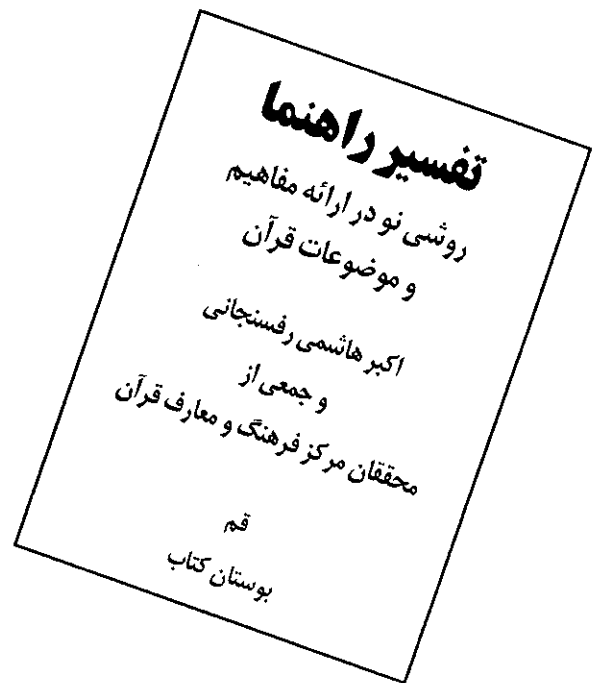 تفسیر راهنما
روشی نو در ارائه مفاهیم
و موضوعات قرآن
اکبر هاشمی رفسنجانی
و جمعی از
محققان مرکز فرهنگ و معارف قرآن
قم
بوستان کتاب